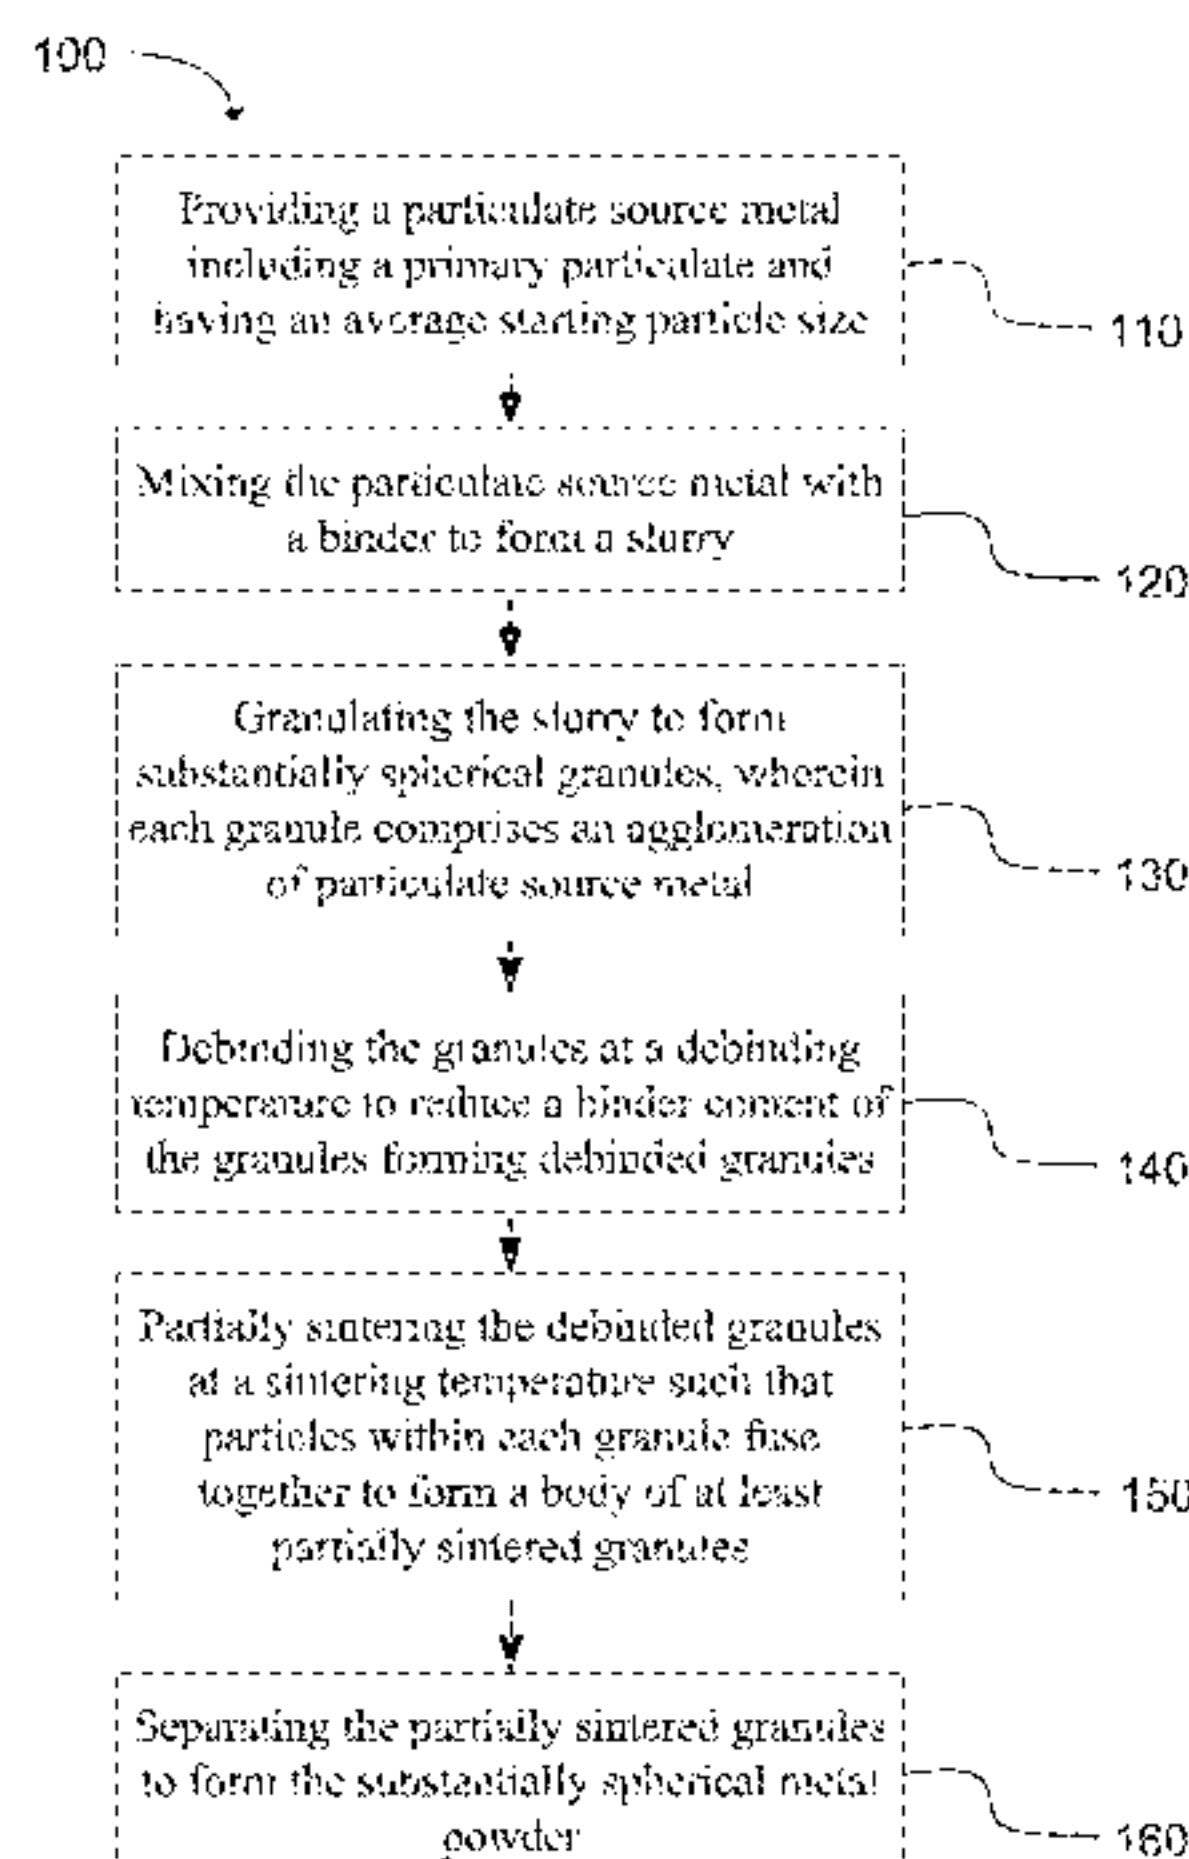 100
Providing a particulate source metal
including a primary particulate and
having an average starting particle size
110
Mixing the particulate source metal with
a binder to form a slurry
120
Granulating the slurry to form
substantially spherical granules, wherein
each granule comprises an agglomeration
of particulate source metal
130
Debinding the granules at a debinding
temperature to reduce a binder content of
the granules forming debinded granules
140
Partially sintering the debinded granules
at a sintering temperature such that
particles within each granule fuse
together to form a body of at least
partially sintered granules
150
Separating the partially sintered granules
to form the substantially spherical metal
powder
160